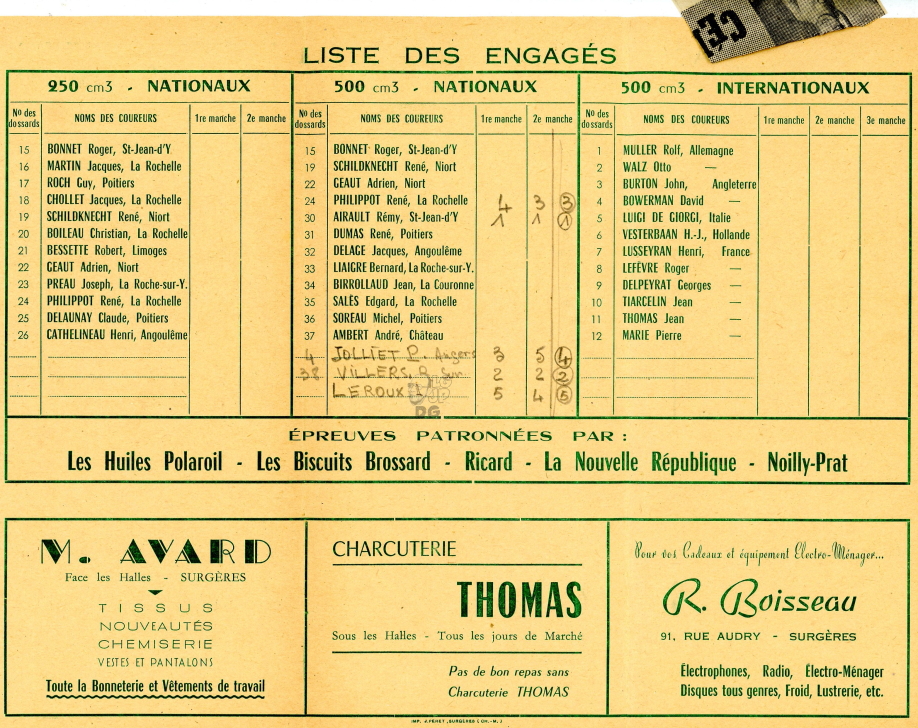 CET
LISTE DES ENGAGÉS
250 cm3 - NATIONAUX
No des dossards NOMS DES COUREURS 1re manche 2e manche
15 BONNET Roger, St-Jean-d'Y
16 MARTIN Jacques, La Rochelle
17 ROCH Guy, Poitiers
18 CHOLLET Jacques, La Rochelle
19 SCHILDKNECHT René, Niort
20 BOILEAU Christian, La Rochelle
21 BESSETTE Robert, Limoges
22 GEAUT Adrien, Niort
23 PREAU Joseph, La Roche-sur-Y.
24 PHILIPPOT René, La Rochelle
25 DELAUNAY Claude, Poitiers
26 CATHELINEAU Henri, Angoulême
500 cm3 - NATIONAUX
No des dossards NOMS DES COUREURS 1re manche 2e manche
15 BONNET Roger, St-Jean-d'Y
19 SCHILDKNECHT René, Niort
22 GEAUT Adrien, Niort
24 PHILIPPOT René, La Rochelle 4 3 3
30 AIRAULT Rémy, St-Jean-d'Y 1 1 1
31 DUMAS René, Poitiers
32 DELAGE Jacques, Angoulême
33 LIAIGRE Bernard, La Roche-sur-Y.
34 BIRROLLAUD Jean, La Couronne
35 SALÈS Edgard, La Rochelle
36 SOREAU Michel, Poitiers
37 AMBERT André, Château
4 JOLLIET P. Angers 3 5 4
38 VILLERS. R 2 2 2
LEROUX 5 4 5
500 cm3 - INTERNATIONAUX
No des dossards NOMS DES COUREURS 1re manche 2e manche 3e manche
1 MULLER Rolf, Allemagne
2 WALZ Otto —
3 BURTON John, Angleterre
4 BOWERMAN David —
5 LUIGI DE GIORGI, Italie
6 VESTERBAAN H.-J., Hollande
7 LUSSEYRAN Henri, France
8 LEFÈVRE Roger —
9 DELPEYRAT Georges —
10 TIARCELIN Jean —
11 THOMAS Jean —
12 MARIE Pierre —
ÉPREUVES PATRONNÉES PAR :
Les Huiles Polaroil - Les Biscuits Brossard - Ricard - La Nouvelle République - Noilly-Prat
M. AVARD
Face les Halles - SURGÈRES
TISSUS
NOUVEAUTÉS
CHEMISERIE
VESTES ET PANTALONS
Toute la Bonneterie et Vêtements de travail
CHARCUTERIE
THOMAS
Sous les Halles - Tous les jours de Marché
Pas de bon repas sans
Charcuterie THOMAS
Pour vos Cadeaux et équipement Electro-Ménager...
R. Boisseau
91, RUE AUDRY - SURGÈRES
Électrophones, Radio, Électro-Ménager
Disques tous genres, Froid, Lustrerie, etc.
IMP. J. PERET, SURGÈRES (CH.-M.)